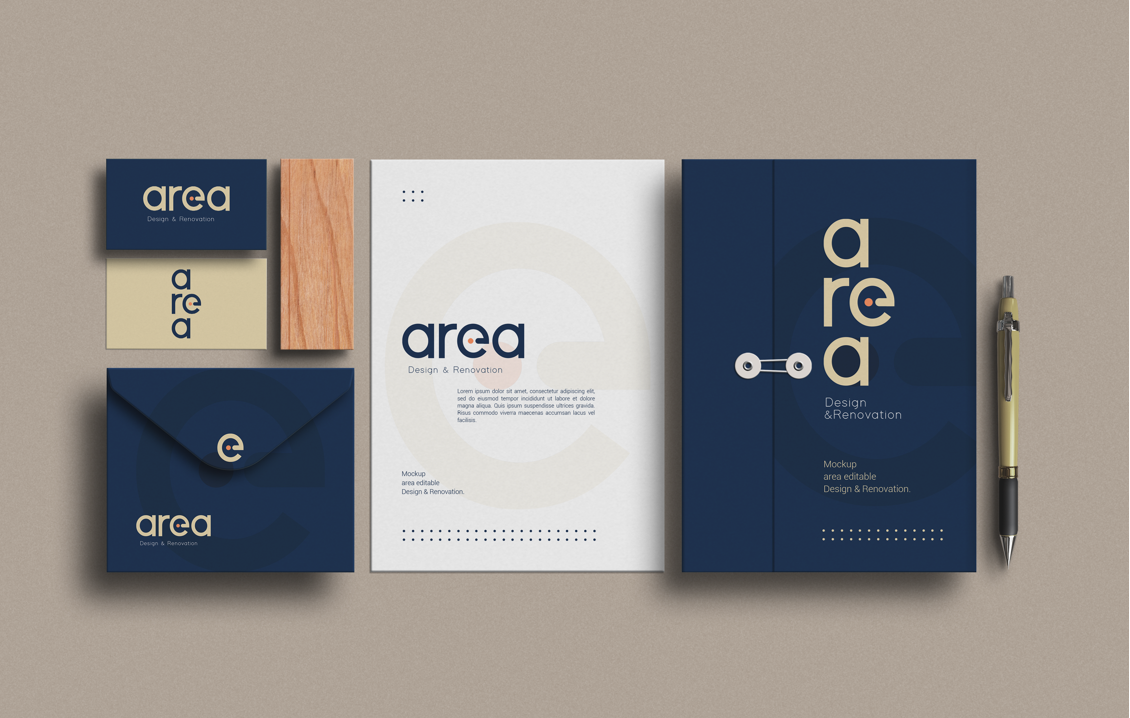 area
Design & Renovation
a
re
a
e
area
Design & Renovation
area
Design & Renovation
Lorem ipsum dolor sit amet, consectetur adipiscing elit,
sed do eiusmod tempor incididunt ut labore et dolore
magna aliqua. Quis ipsum suspendisse ultrices gravida.
Risus commodo viverra maecenas accumsan lacus vel
facilisis.
Mockup
area editable
Design & Renovation.
a
re
a
Design
&Renovation
Mockup
area editable
Design & Renovation.